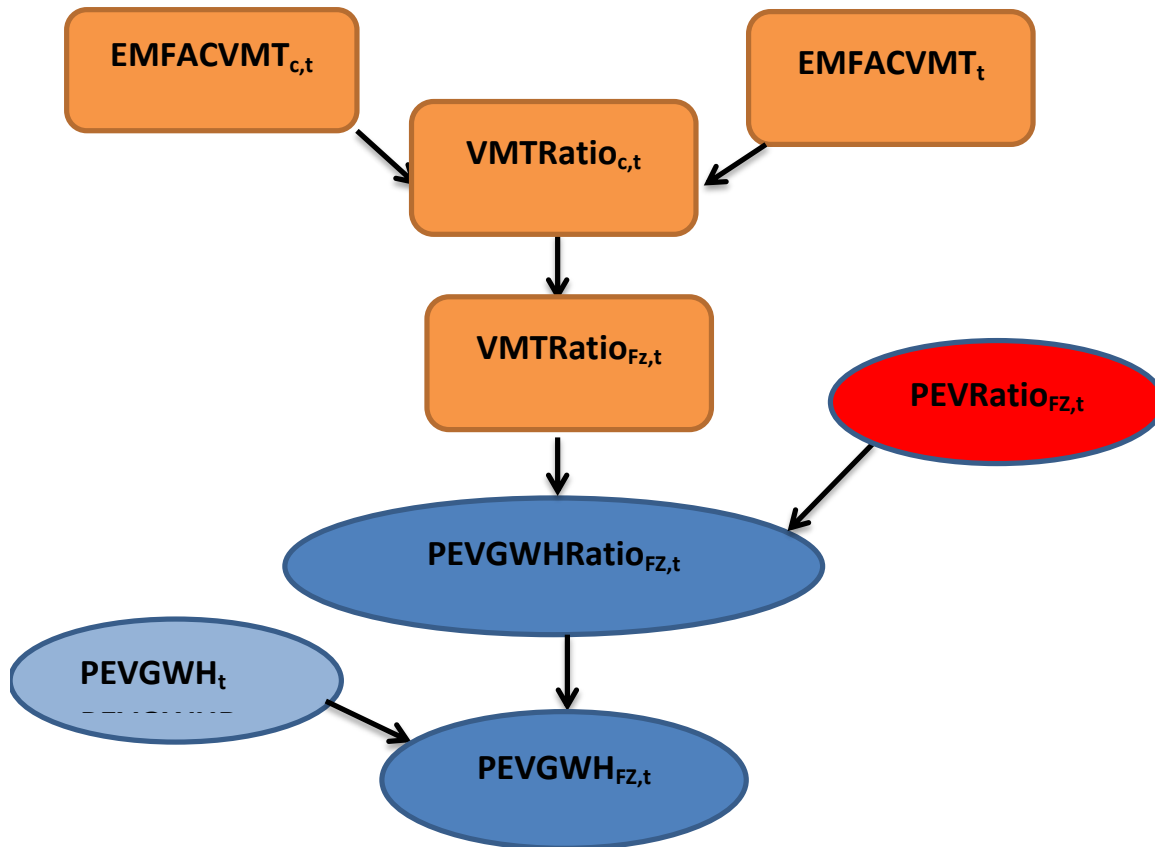 EMFACVMTc,t
EMFACVMTt
VMTRatioc,t
VMTRatioFz,t
PEVRatioFZ,t
PEVGWHRatioFZ,t
PEVGWHt
PEVGWHFZ,t